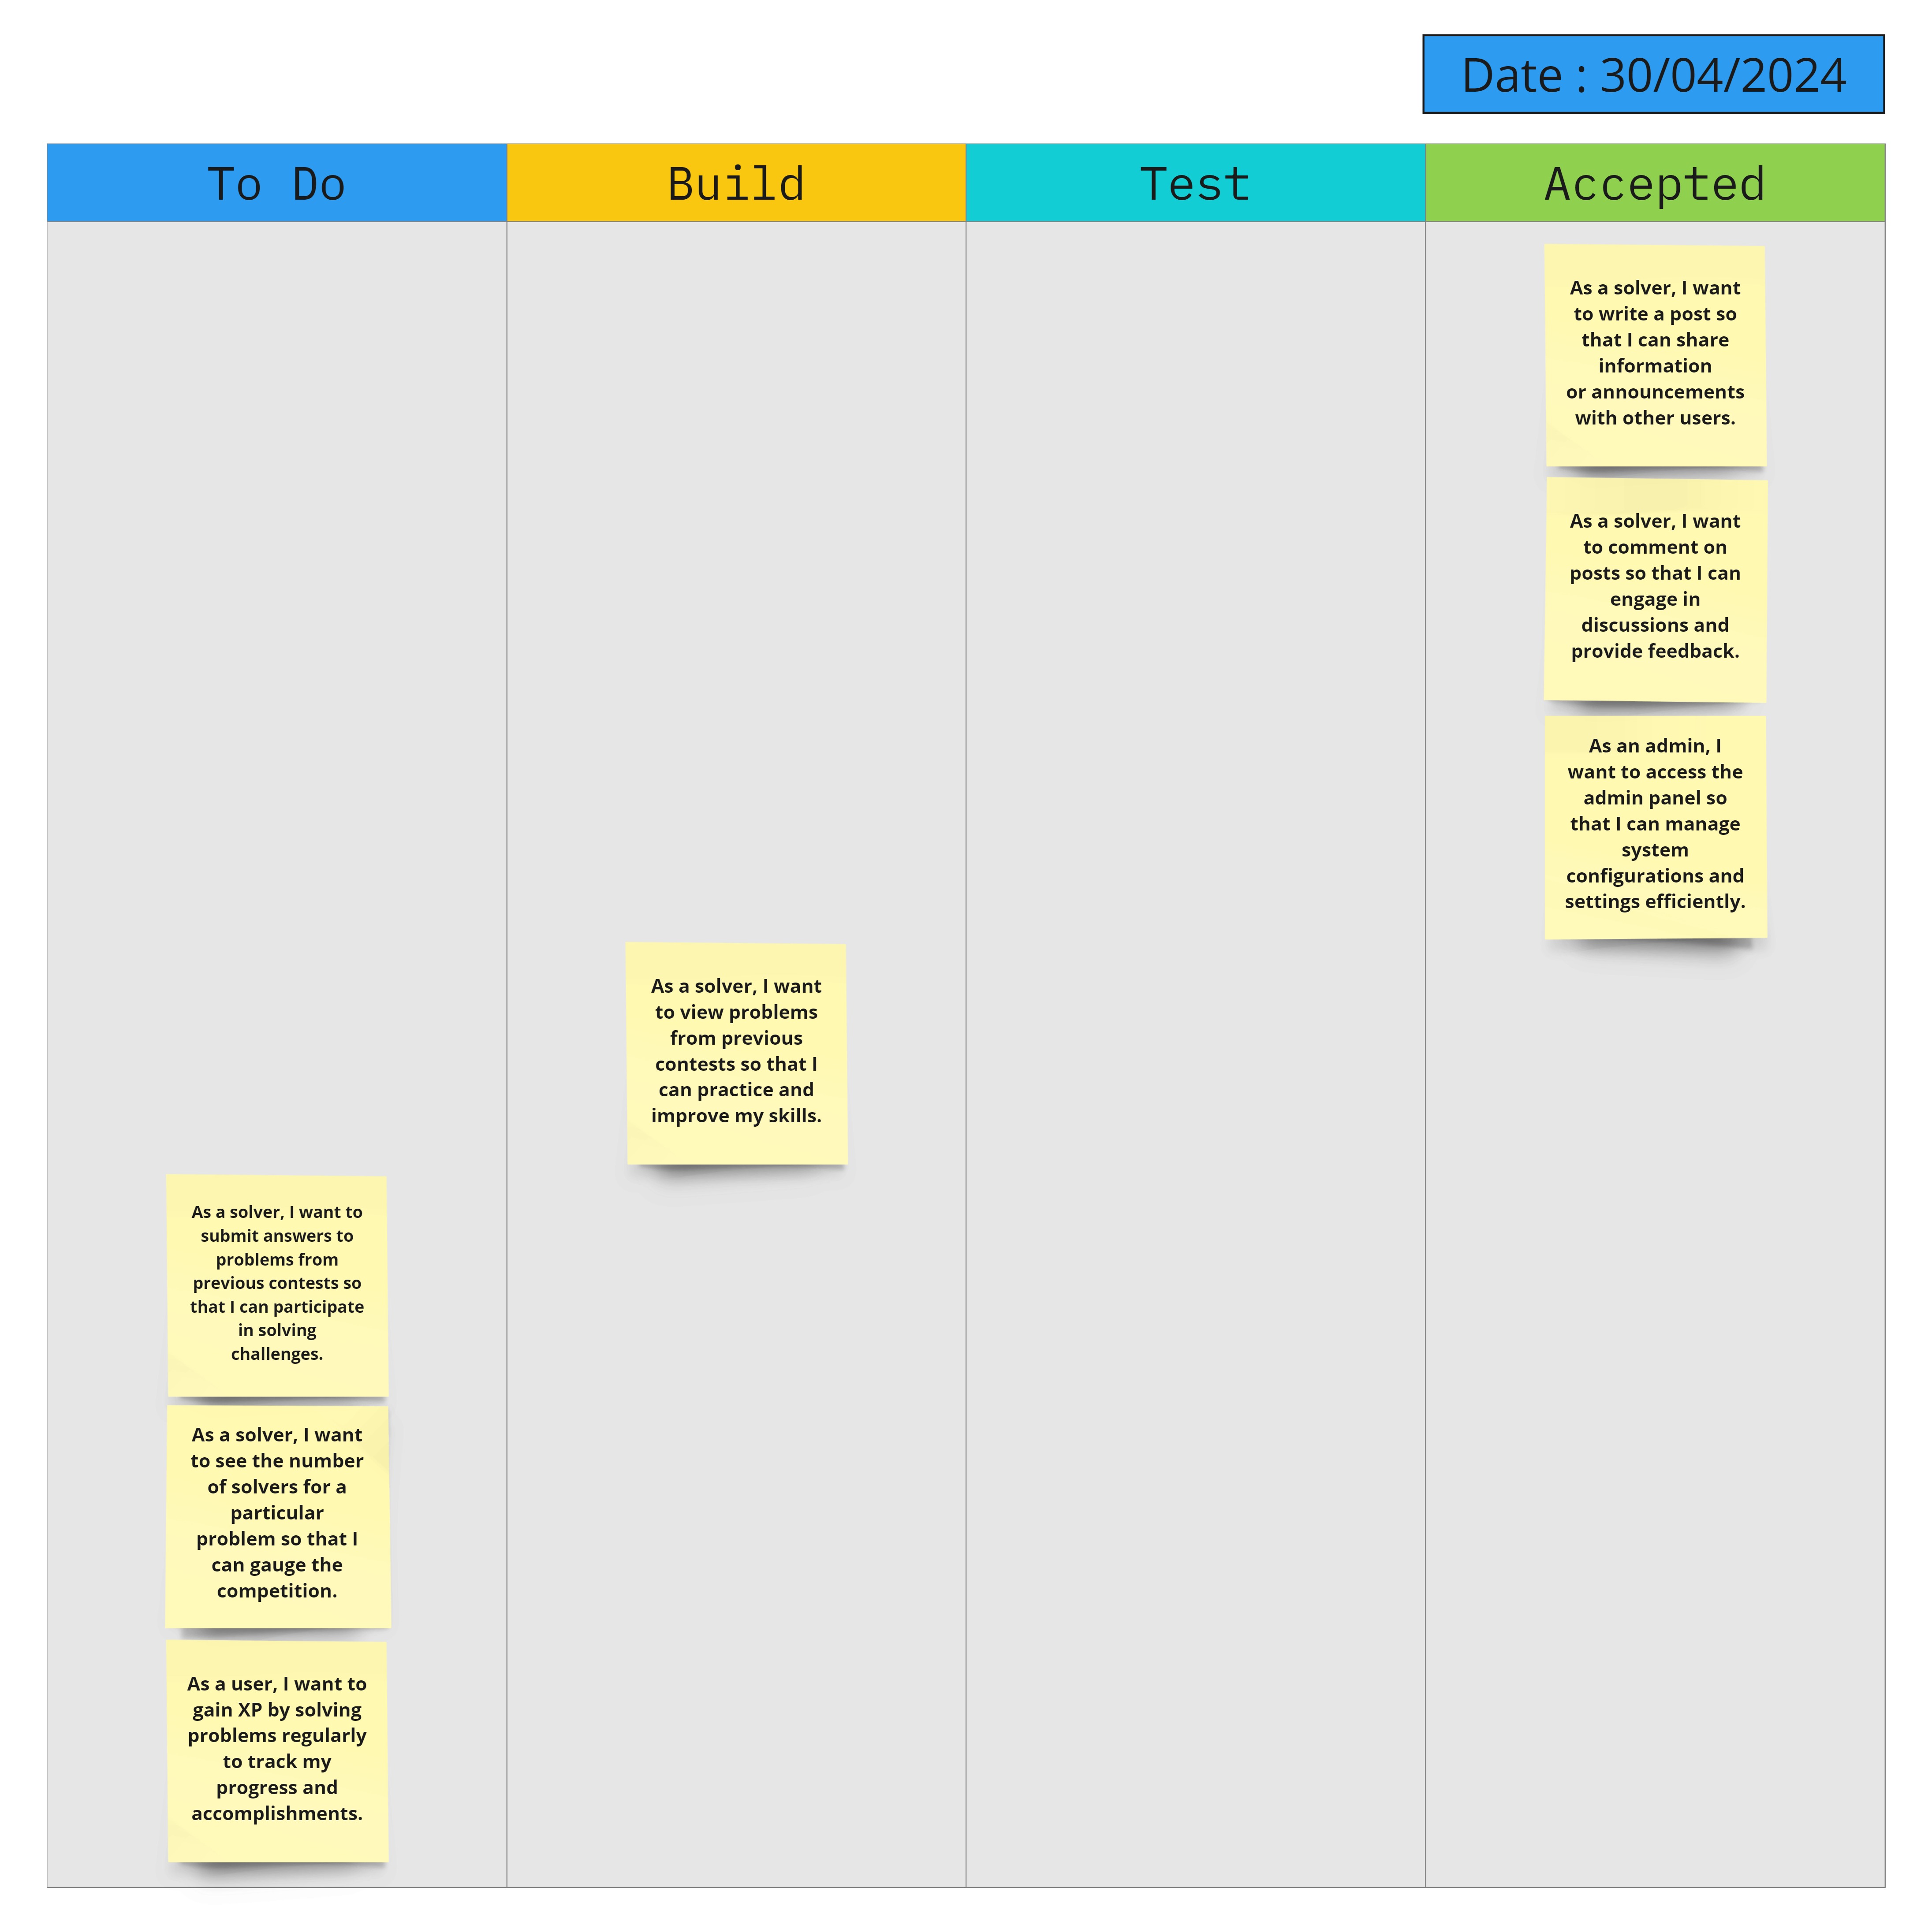 Date : 30/04/2024
To Do
Build
Test
Accepted
As a solver, I want to
submit answers to
problems from
previous contests so
that I can participate
in solving
challenges.
As a solver, I want
to see the number
of solvers for a
particular
problem so that I
can gauge the
competition.
As a user, I want to
gain XP by solving
problems regularly
to track my
progress and
accomplishments.
As a solver, I want
to view problems
from previous
contests so that I
can practice and
improve my skills.
As a solver, I want
to write a post so
that I can share
information
or announcements
with other users.
As a solver, I want
to comment on
posts so that I can
engage in
discussions and
provide feedback.
As an admin, I
want to access the
admin panel so
that I can manage
system
configurations and
settings efficiently.